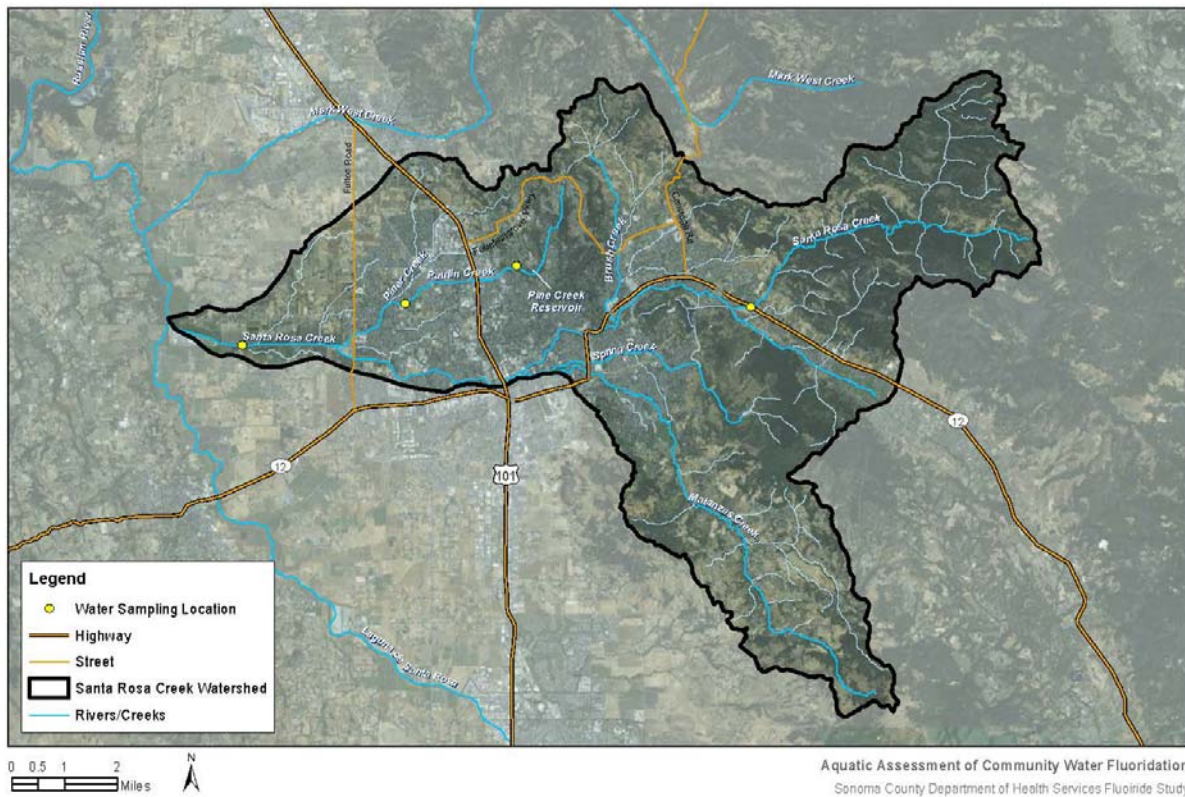 Russian River
Mark West Creek
Mark West Creek
Fulton Road
Santa Rosa Creek
Piner Creek
Paulin Creek
Brush Creek
Pine Creek
Reservoir
Santa Rosa Creek
Spring Creek
12
12
101
Matanzas Creek
Santa Rosa
Legend
Water Sampling Location
Highway
Street
Santa Rosa Creek Watershed
Rivers/Creeks
0 0.5 1 2
Miles
N
Aquatic Assessment of Community Water Fluoridation
Sonoma County Department of Health Services Fluoride Study